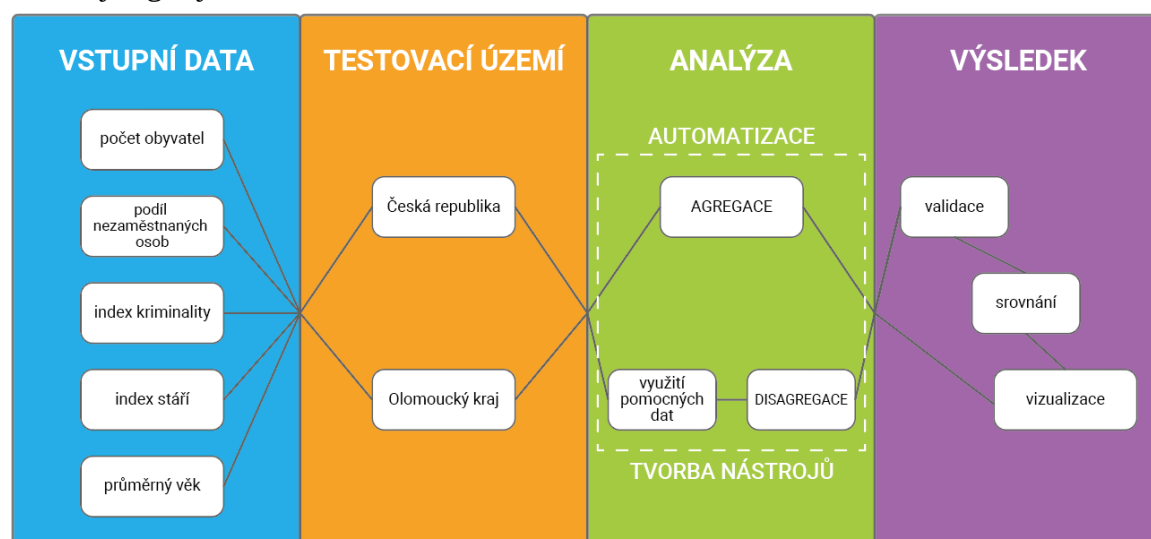 VSTUPNÍ DATA
počet obyvatel
podíl
nezaměstnaných
osob
index kriminality
index stáří
průměrný věk
TESTOVACÍ ÚZEMÍ
Česká republika
Olomoucký kraj
ANALÝZA
AUTOMATIZACE
AGREGACE
využití
pomocných
dat
DISAGREGACE
TVORBA NÁSTROJŮ
VÝSLEDEK
validace
srovnání
vizualizace